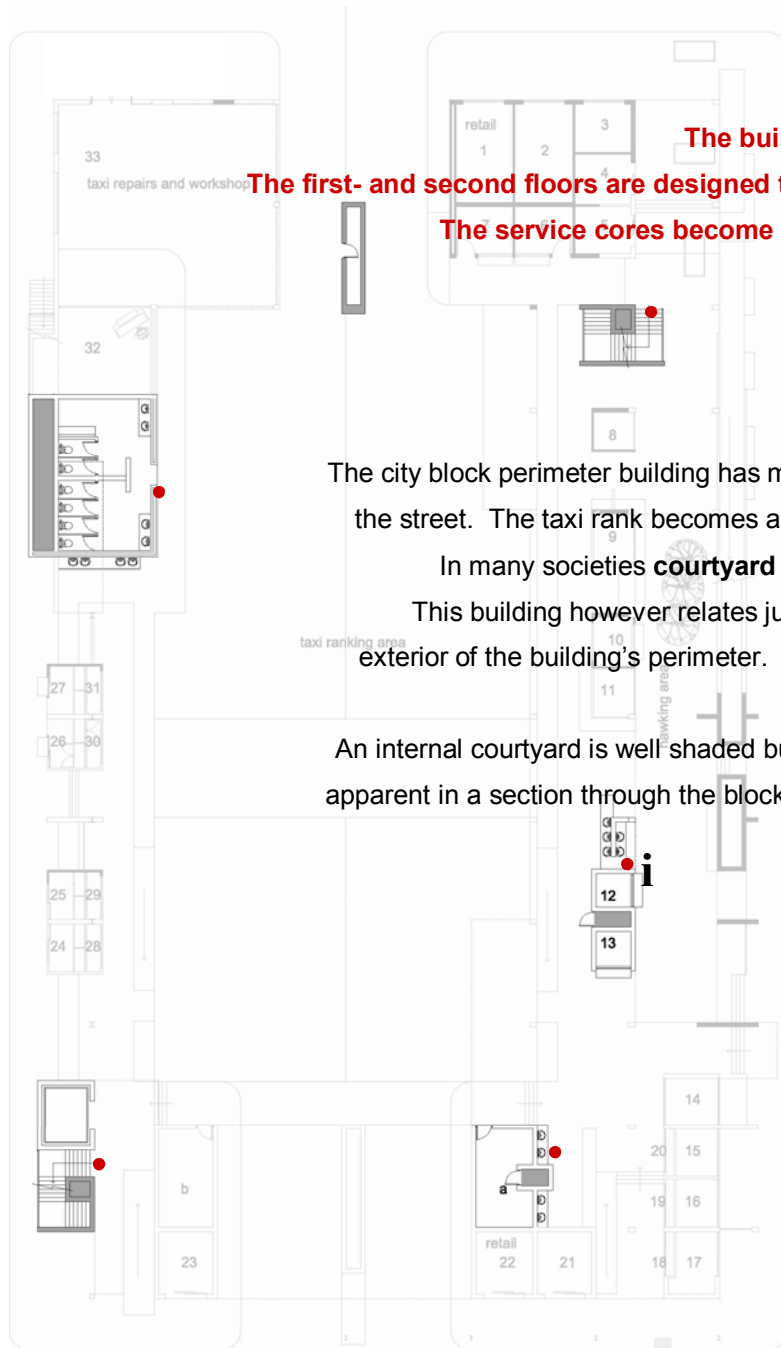 retail
1
2
3
The bui
33
taxi repairs and workshop
4
The first- and second floors are designed t
7
6
5
The service cores become
32
8
The city block perimeter building has m
the street. The taxi rank becomes a
9
In many societies courtyard
This building however relates ju
taxi ranking area
10
exterior of the building's perimeter.
11
hawking area
27
31
26
30
An internal courtyard is well shaded bu
apparent in a section through the block
i
12
25
29
13
24
28
14
20
15
a
b
19
16
retail
22
21
23
18
17